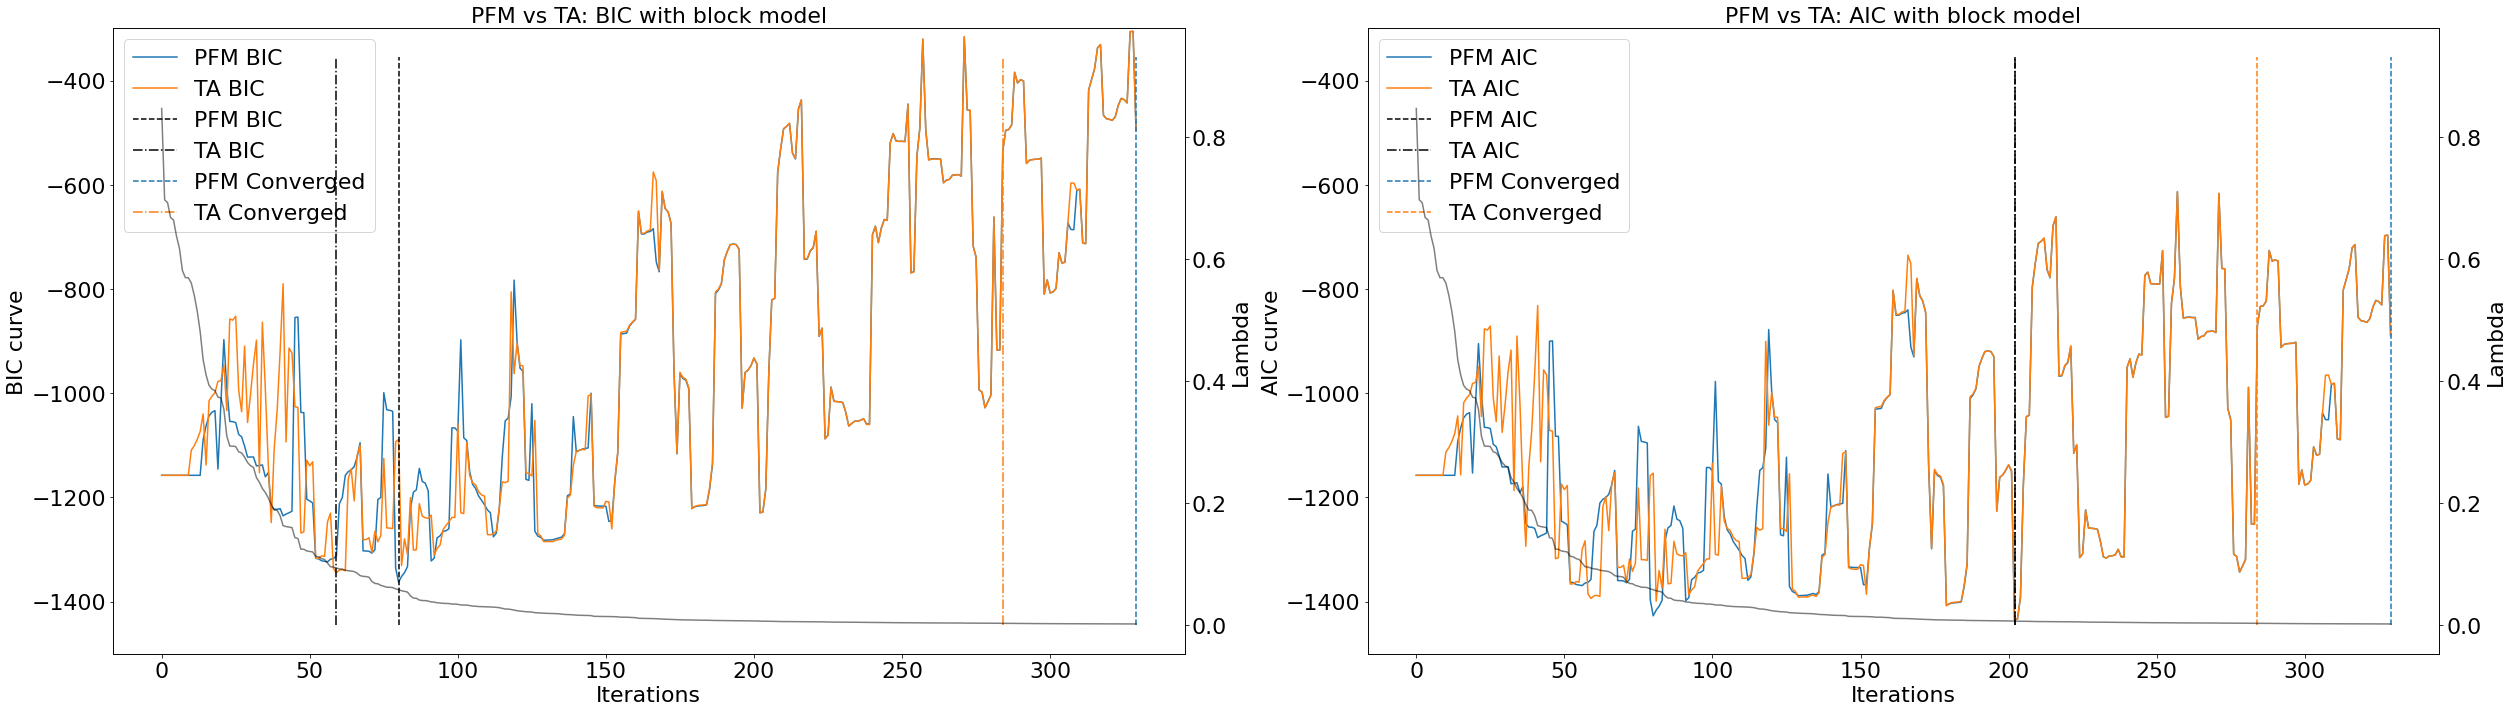 PFM vs TA: BIC with block model
PFM BIC
TA BIC
PFM BIC
TA BIC
PFM Converged
TA Converged
BIC curve
−400
−600
−800
−1000
−1200
−1400
0 50 100 150 200 250 300
Iterations
0.8
0.6
0.4
0.2
0.0
Lambda
PFM vs TA: AIC with block model
PFM AIC
TA AIC
PFM AIC
TA AIC
PFM Converged
TA Converged
AIC curve
−400
−600
−800
−1000
−1200
−1400
0 50 100 150 200 250 300
Iterations
0.8
0.6
0.4
0.2
0.0
Lambda